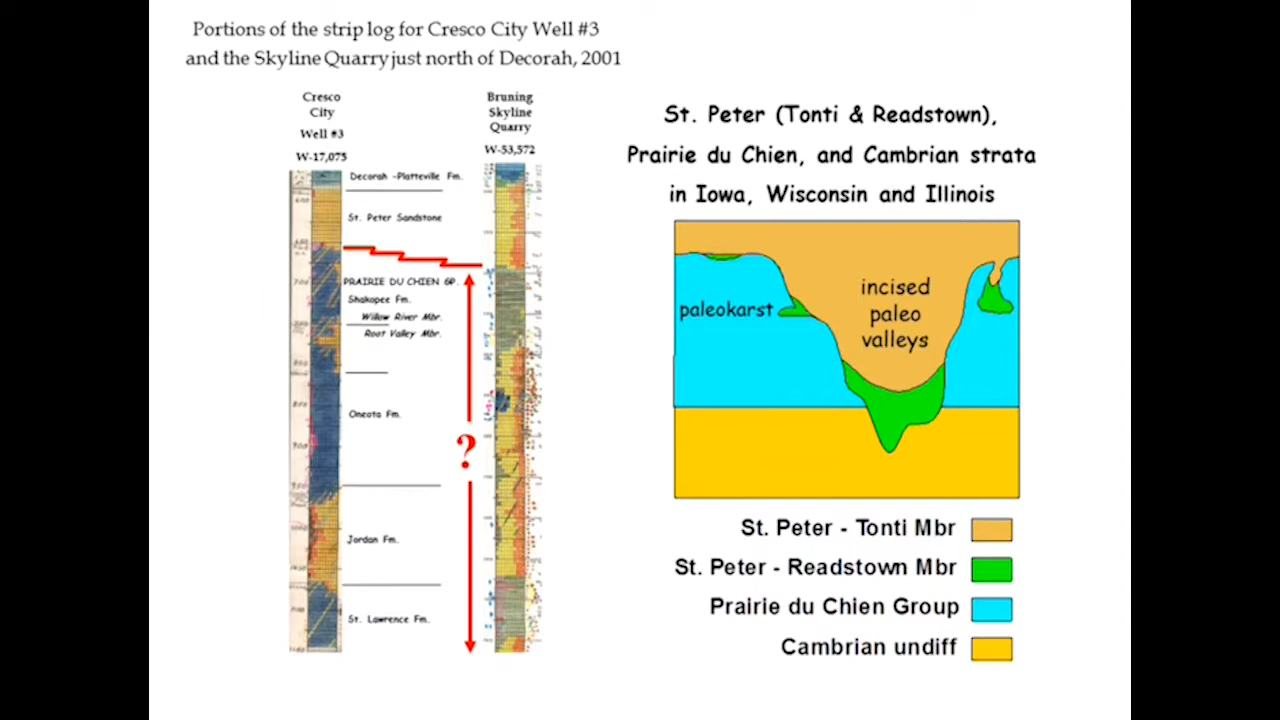 Portions of the strip log for Cresco City Well #3
and the Skyline Quarry just north of Decorah, 2001
Cresco
City
Well #3
W-17,075
Bruning
Skyline
Quarry
W-53,572
Decorah -Platteville Fm.
St. Peter Sandstone
PRAIRIE DU CHIEN GP.
Shakopee Fm.
Willow River Mbr.
Root Valley Mbr.
Oneota Fm.
Jordan Fm.
St. Lawrence Fm.
?
St. Peter (Tonti & Readstown),
Prairie du Chien, and Cambrian strata
in Iowa, Wisconsin and Illinois
paleokarst
incised
paleo
valleys
St. Peter - Tonti Mbr
St. Peter - Readstown Mbr
Prairie du Chien Group
Cambrian undiff